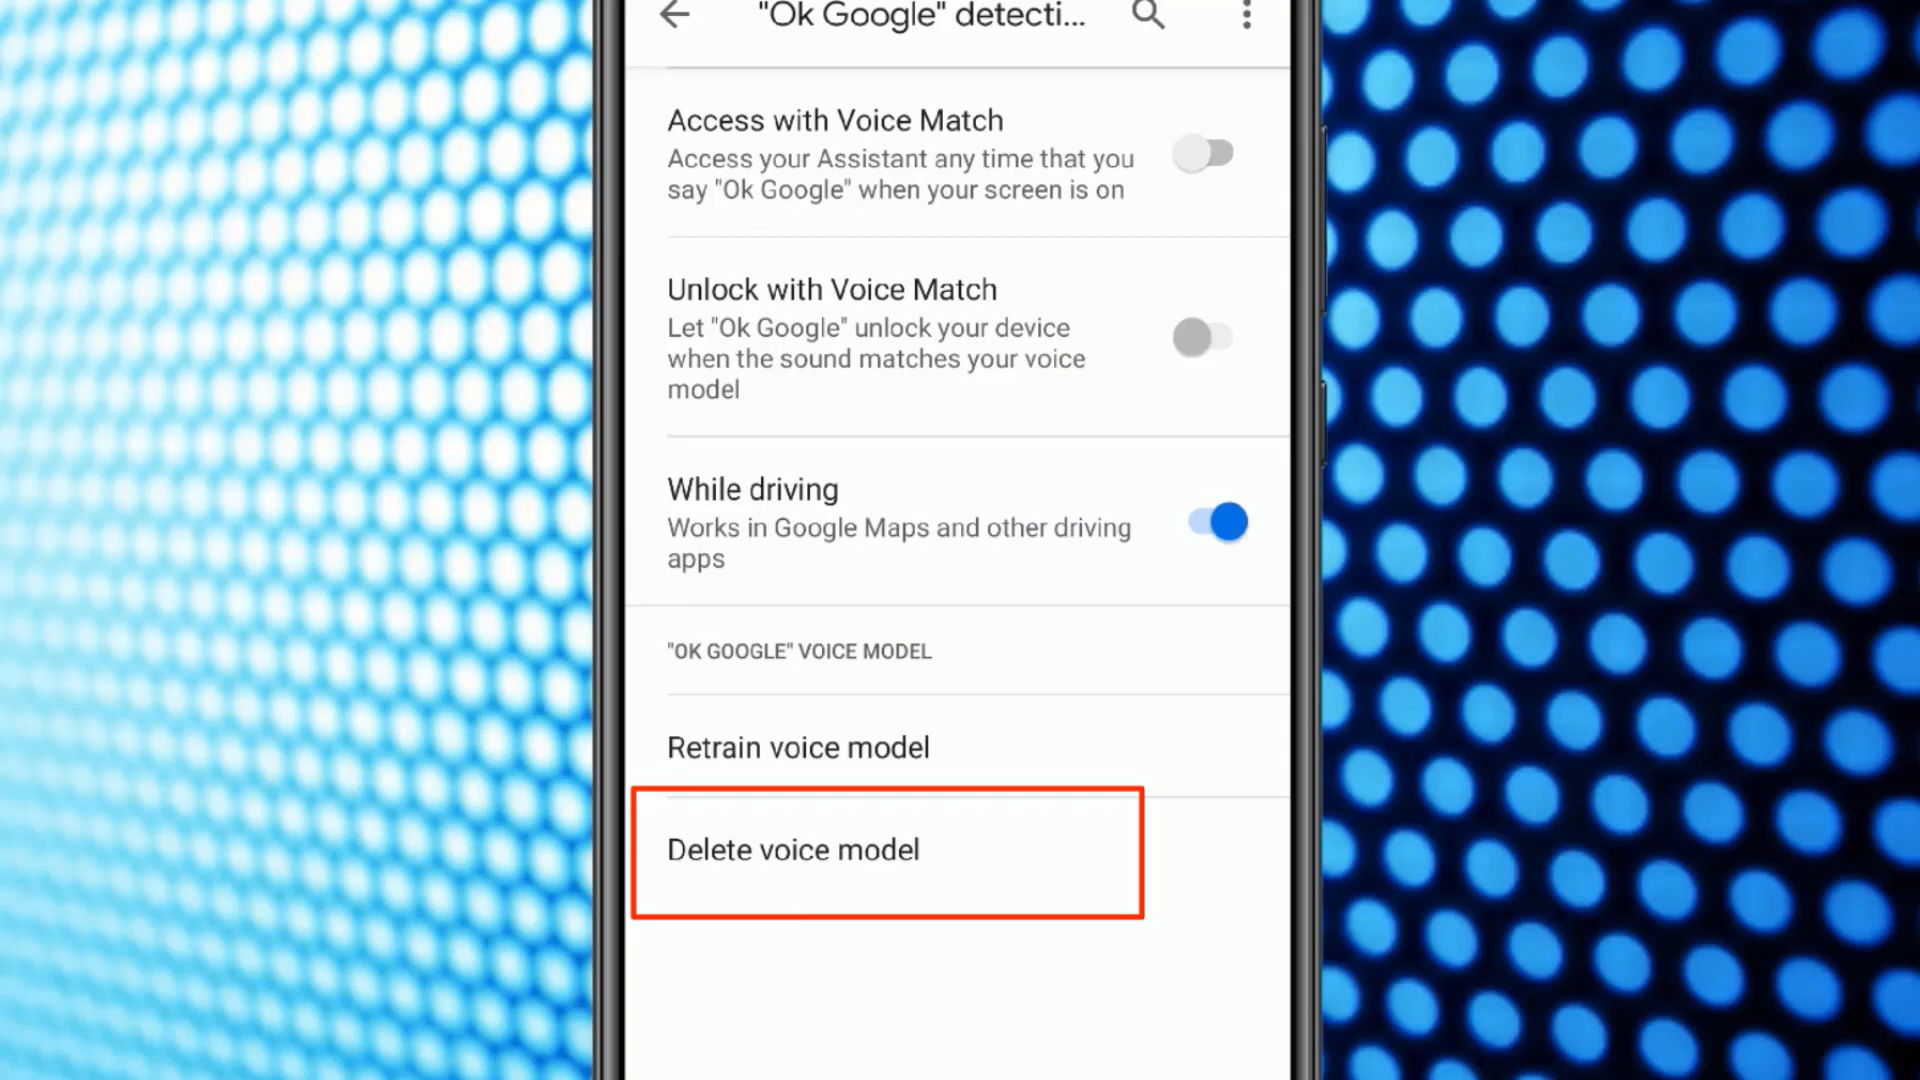 "Ok Google" detecti...
Access with Voice Match
Access your Assistant any time that you
say "Ok Google" when your screen is on
Unlock with Voice Match
Let "Ok Google" unlock your device
when the sound matches your voice
model
While driving
Works in Google Maps and other driving
apps
"OK GOOGLE" VOICE MODEL
Retrain voice model
Delete voice model